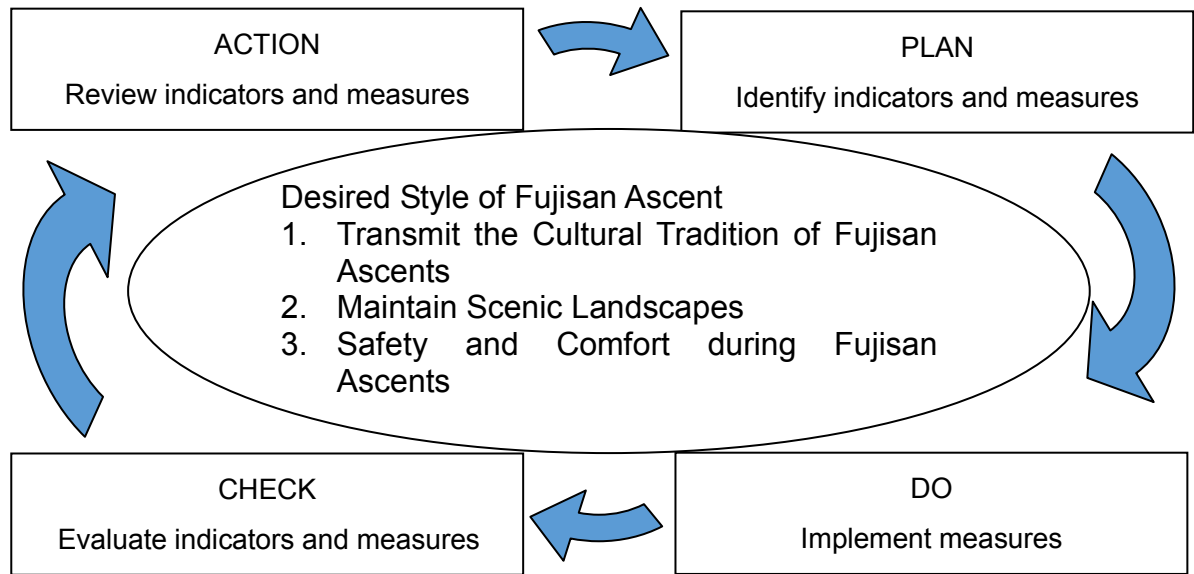 ACTION
Review indicators and measures
PLAN
Identify indicators and measures
Desired Style of Fujisan Ascent
1. Transmit the Cultural Tradition of Fujisan
Ascents
2. Maintain Scenic Landscapes
3. Safety and Comfort during Fujisan
Ascents
CHECK
Evaluate indicators and measures
DO
Implement measures